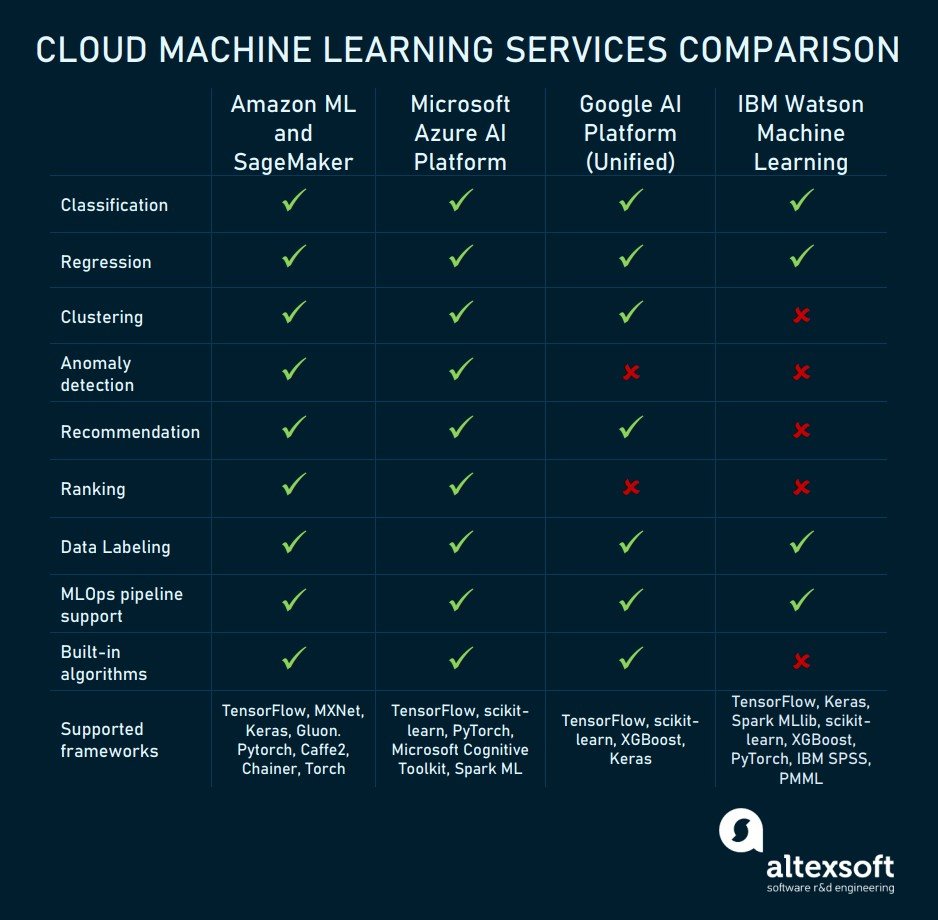 CLOUD MACHINE LEARNING SERVICES COMPARISON
Amazon ML
and
SageMaker
Microsoft
Azure AI
Platform
Google AI
Platform
(Unified)
IBM Watson
Machine
Learning
Classification
Regression
Clustering
Anomaly
detection
Recommendation
Ranking
Data Labeling
MLOps pipeline
support
Built-in
algorithms
Supported
frameworks
TensorFlow, MXNet,
Keras, Gluon.
Pytorch, Caffe2,
Chainer, Torch
TensorFlow, scikit-
learn, PyTorch,
Microsoft Cognitive
Toolkit, Spark ML
TensorFlow, scikit-
learn, XGBoost,
Keras
TensorFlow, Keras,
Spark MLlib, scikit-
learn, XGBoost,
PyTorch, IBM SPSS,
PMML
altexsoft
software r&d engineering